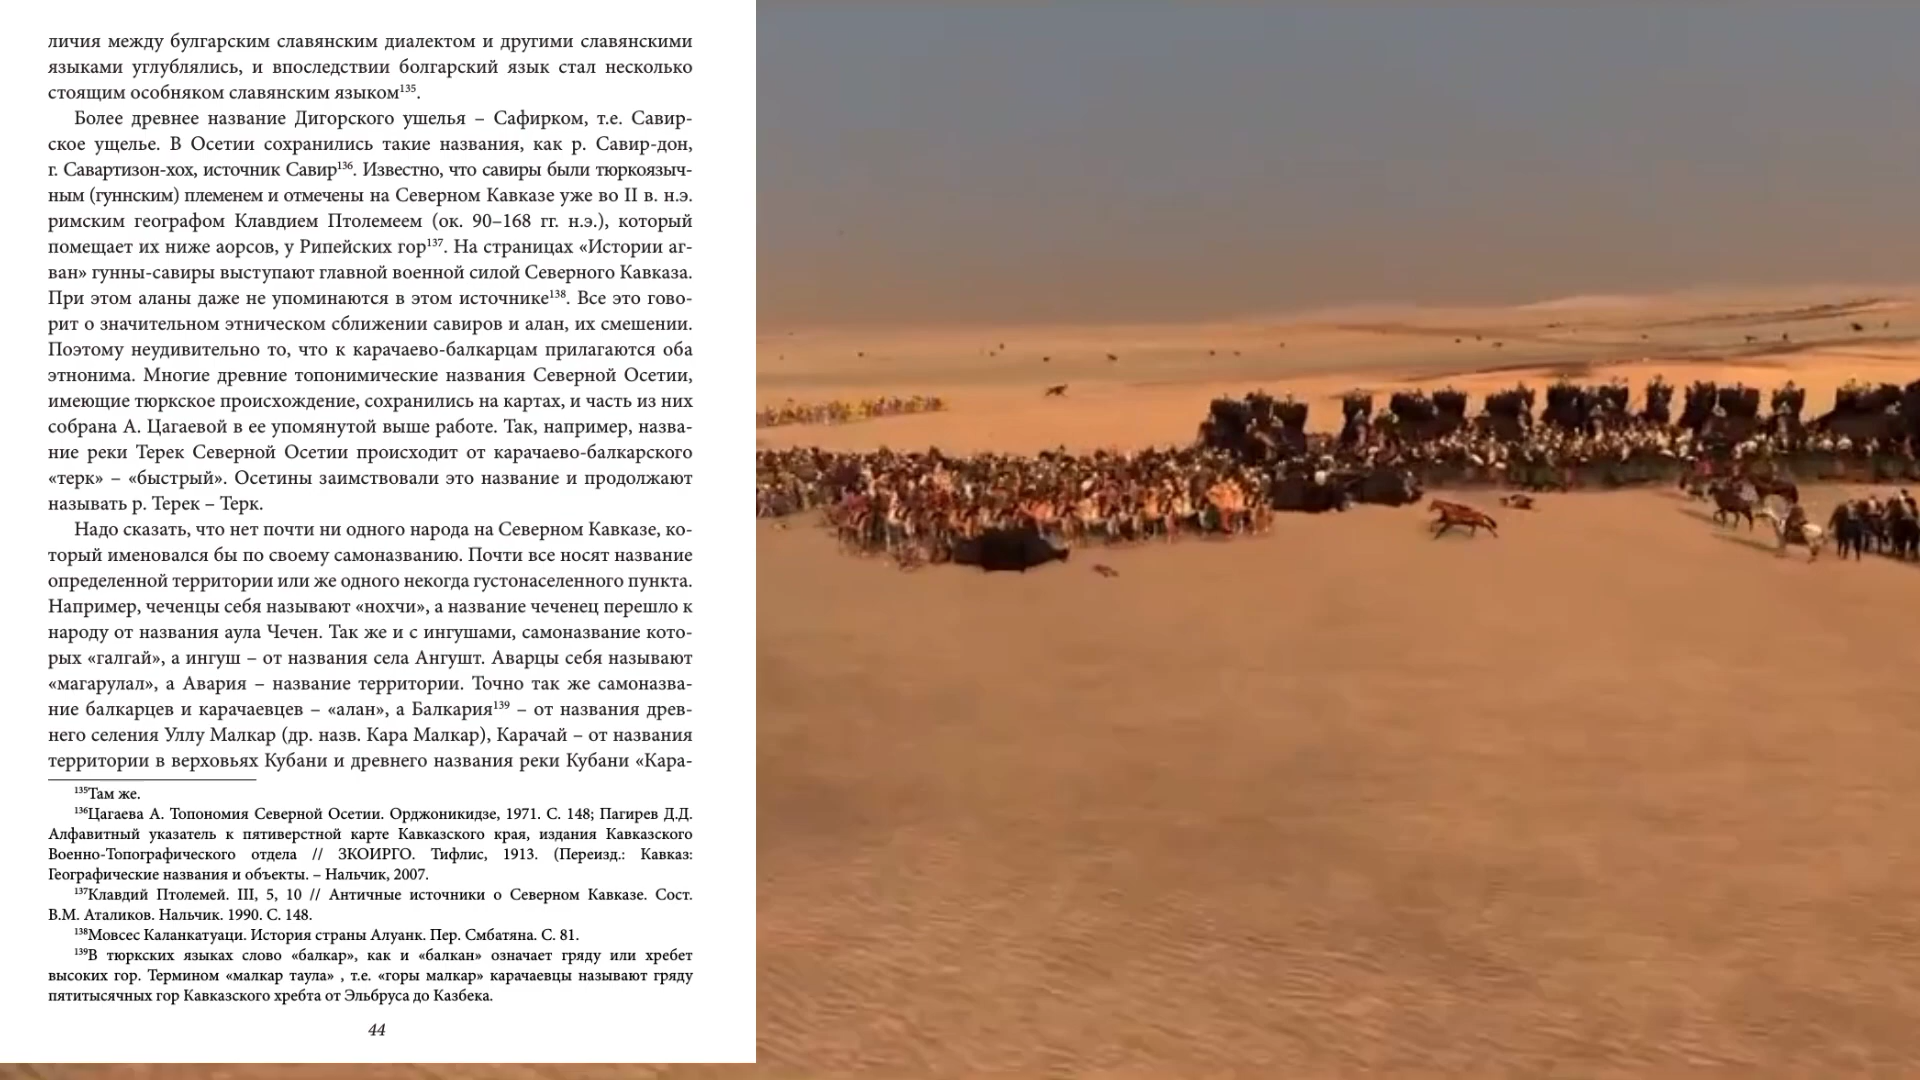 личия между булгарским славянским диалектом и другими славянскими
языками углублялись, и впоследствии болгарский язык стал несколько
стоящим особняком славянским языком¹³⁵.
Более древнее название Дигорского ушелья – Сафирком, т.е. Савир-
ское ущелье. В Осетии сохранились такие названия, как р. Савир-дон,
г. Савартизон-хох, источник Савир¹³⁶. Известно, что савиры были тюркоязыч-
ным (гуннским) племенем и отмечены на Северном Кавказе уже во II в. н.э.
римским географом Клавдием Птолемеем (ок. 90–168 гг. н.э.), который
помещает их ниже аорсов, у Рипейских гор¹³⁷. На страницах «Истории аг-
ван» гунны-савиры выступают главной военной силой Северного Кавказа.
При этом аланы даже не упоминаются в этом источнике¹³⁸. Все это гово-
рит о значительном этническом сближении савиров и алан, их смешении.
Поэтому неудивительно то, что к карачаево-балкарцам прилагаются оба
этнонима. Многие древние топонимические названия Северной Осетии,
имеющие тюркское происхождение, сохранились на картах, и часть из них
собрана А. Цагаевой в ее упомянутой выше работе. Так, например, назва-
ние реки Терек Северной Осетии происходит от карачаево-балкарского
«терк» – «быстрый». Осетины заимствовали это название и продолжают
называть р. Терек – Терк.
Надо сказать, что нет почти ни одного народа на Северном Кавказе, ко-
торый именовался бы по своему самоназванию. Почти все носят название
определенной территории или же одного некогда густонаселенного пункта.
Например, чеченцы себя называют «нохчи», а название чеченец перешло к
народу от названия аула Чечен. Так же и с ингушами, самоназвание кото-
рых «галгай», а ингуш – от названия села Ангушт. Аварцы себя называют
«магарулал», а Авария – название территории. Точно так же самоназва-
ние балкарцев и карачаевцев – «алан», а Балкария¹³⁹ – от названия древ-
него селения Уллу Малкар (др. назв. Кара Малкар), Карачай – от названия
территории в верховьях Кубани и древнего названия реки Кубани «Кара-
¹³⁵Там же.
¹³⁶Цагаева А. Топономия Северной Осетии. Орджоникидзе, 1971. С. 148; Пагирев Д.Д.
Алфавитный указатель к пятиверстной карте Кавказского края, издания Кавказского
Военно-Топографического отдела // ЗКОИРГО. Тифлис, 1913. (Переизд.: Кавказ:
Географические названия и объекты. – Нальчик, 2007.
¹³⁷Клавдий Птолемей. III, 5, 10 // Античные источники о Северном Кавказе. Сост.
В.М. Аталиков. Нальчик. 1990. С. 148.
¹³⁸Мовсес Каланкатуаци. История страны Алуанк. Пер. Смбатяна. С. 81.
¹³⁹В тюркских языках слово «балкар», как и «балкан» означает гряду или хребет
высоких гор. Термином «малкар таула» , т.е. «горы малкар» карачаевцы называют гряду
пятитысячных гор Кавказского хребта от Эльбруса до Казбека.
44